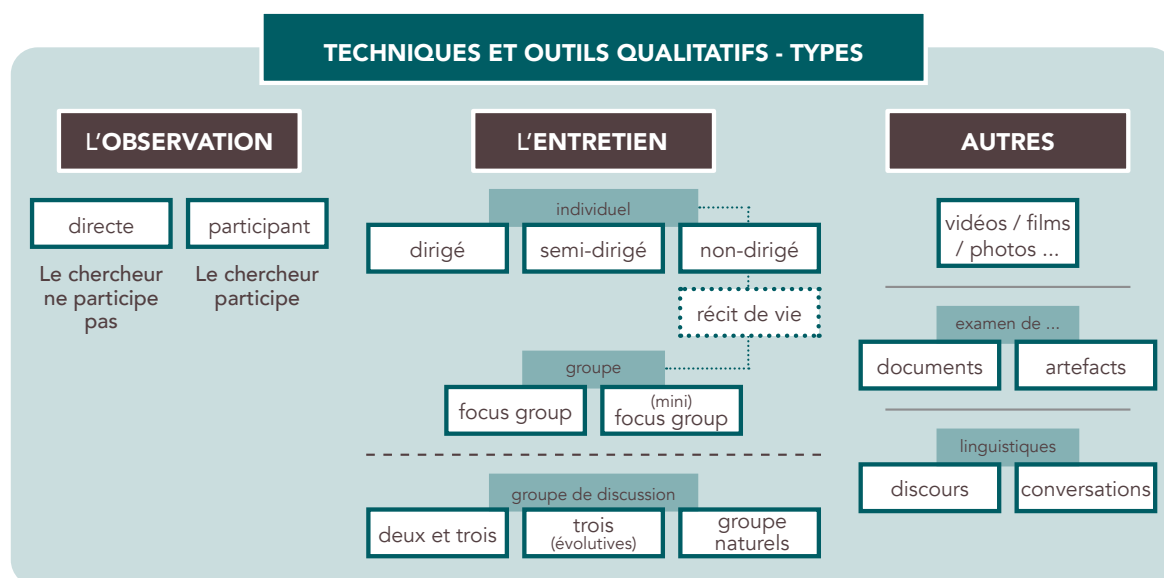 TECHNIQUES ET OUTILS QUALITATIFS - TYPES
L'OBSERVATION
directe
participant
Le chercheur
ne participe
pas
Le chercheur
participe
L'ENTRETIEN
individuel
dirigé
semi-dirigé
non-dirigé
récit de vie
groupe
focus group
(mini)
focus group
groupe de discussion
deux et trois
trois
(évolutives)
groupe
naturels
AUTRES
vidéos / films
/ photos ...
examen de ...
documents
artefacts
linguistiques
discours
conversations